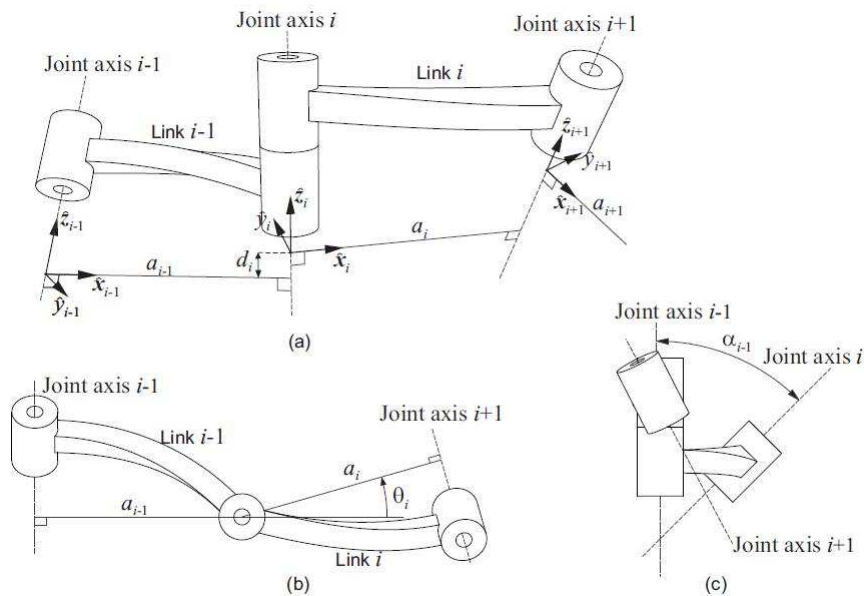 Joint axis i
Joint axis i+1
Joint axis i-1
Link i
Link i-1
ẑᵢ₊₁
ŷᵢ₊₁
x̂ᵢ₊₁
aᵢ₊₁
ẑᵢ
ŷᵢ
x̂ᵢ
aᵢ
dᵢ
ẑᵢ₋₁
aᵢ₋₁
x̂ᵢ₋₁
ŷᵢ₋₁
(a)
Joint axis i-1
Link i-1
Joint axis i+1
aᵢ
θᵢ
aᵢ₋₁
Link i
(b)
Joint axis i-1
αᵢ₋₁
Joint axis i
Joint axis i+1
(c)